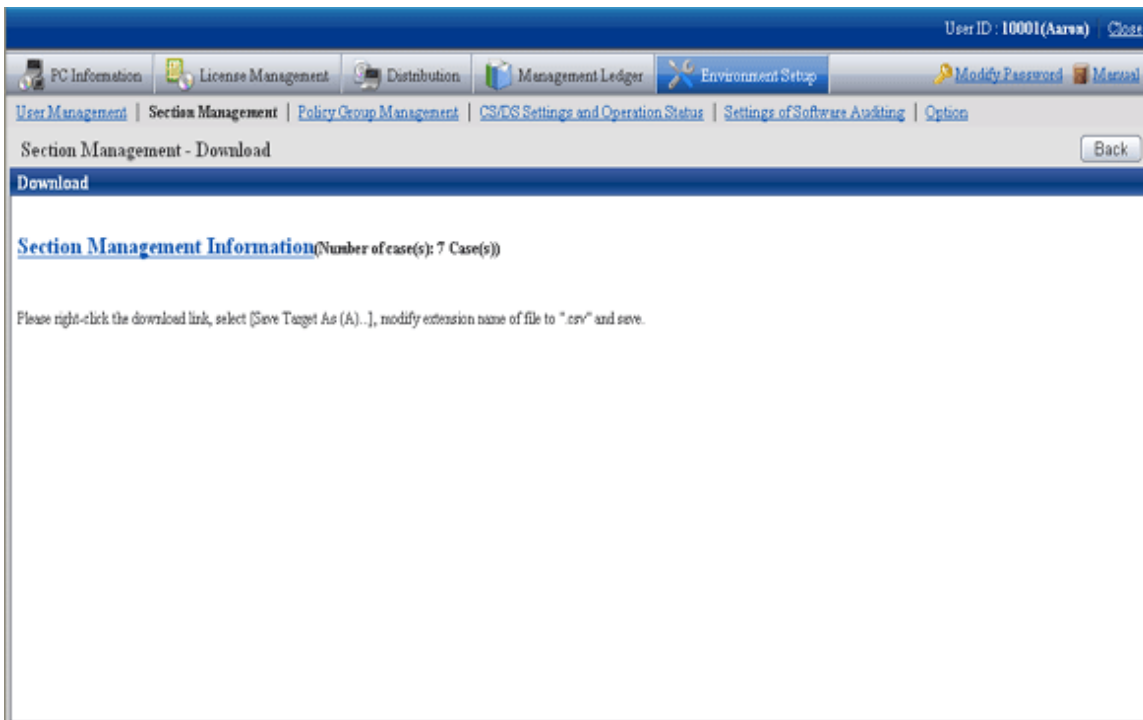 User ID : 10001(Aaron) Close
PC Information License Management Distribution Management Ledger Environment Setup Modify Password Manual
User Management | Section Management | Policy Group Management | CS/DS Settings and Operation Status | Settings of Software Auditing | Option
Section Management - Download Back
Download
Section Management Information(Number of case(s): 7 Case(s))
Please right-click the download link, select [Save Target As (A)...], modify extension name of file to ".csv" and save.